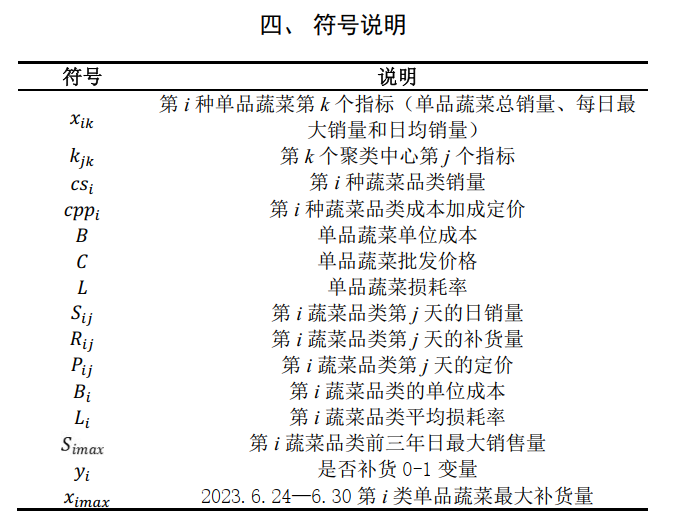 四、 符号说明
符号 说明
x_{ik} 第 i 种单品蔬菜第 k 个指标（单品蔬菜总销量、每日最
大销量和日均销量）
k_{jk} 第 k 个聚类中心第 j 个指标
cs_i 第 i 种蔬菜品类销量
cpp_i 第 i 种蔬菜品类成本加成定价
B 单品蔬菜单位成本
C 单品蔬菜批发价格
L 单品蔬菜损耗率
S_{ij} 第 i 蔬菜品类第 j 天的日销量
R_{ij} 第 i 蔬菜品类第 j 天的补货量
P_{ij} 第 i 蔬菜品类第 j 天的定价
B_i 第 i 蔬菜品类的单位成本
L_i 第 i 蔬菜品类平均损耗率
S_{imax} 第 i 蔬菜品类前三年日最大销售量
y_i 是否补货 0-1 变量
x_{imax} 2023.6.24—6.30 第 i 类单品蔬菜最大补货量